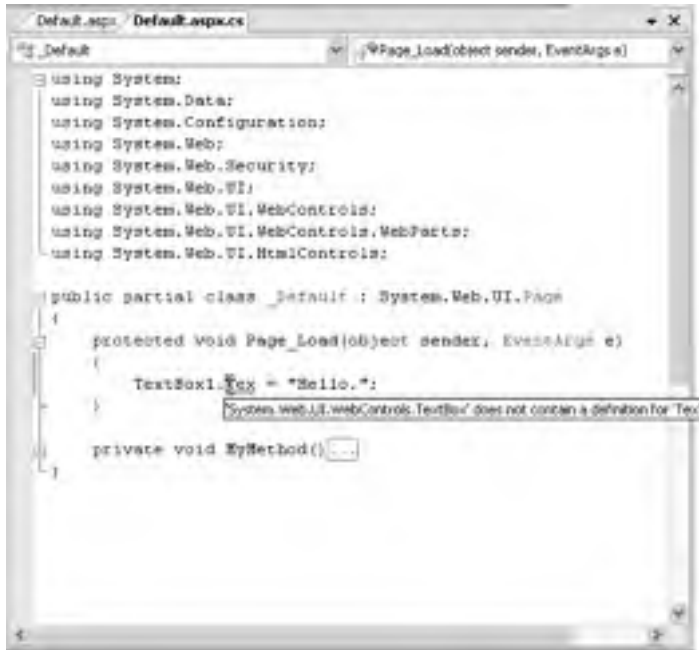 Default.aspx Default.aspx.cs
_Default Page_Load(object sender, EventArgs e)
using System;
using System.Data;
using System.Configuration;
using System.Web;
using System.Web.Security;
using System.Web.UI;
using System.Web.UI.WebControls;
using System.Web.UI.WebControls.WebParts;
using System.Web.UI.HtmlControls;
public partial class _Default : System.Web.UI.Page
{
protected void Page_Load(object sender, EventArgs e)
{
TextBox1.Tex = "Hello.";
}
'System.Web.UI.WebControls.TextBox' does not contain a definition for 'Tex
private void MyMethod()...
}